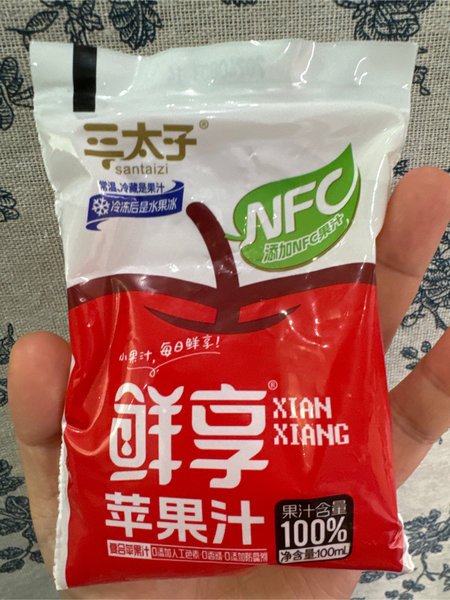 三太子®
santaizi
常温、冷藏是果汁
冷冻后是水果冰
NFC
添加NFC果汁
小果汁，每日鲜享！
鲜享®
XIAN
XIANG
苹果汁
果汁含量
100%
净含量:100mL
复合苹果汁 0添加人工色素 0香精 0添加防腐剂